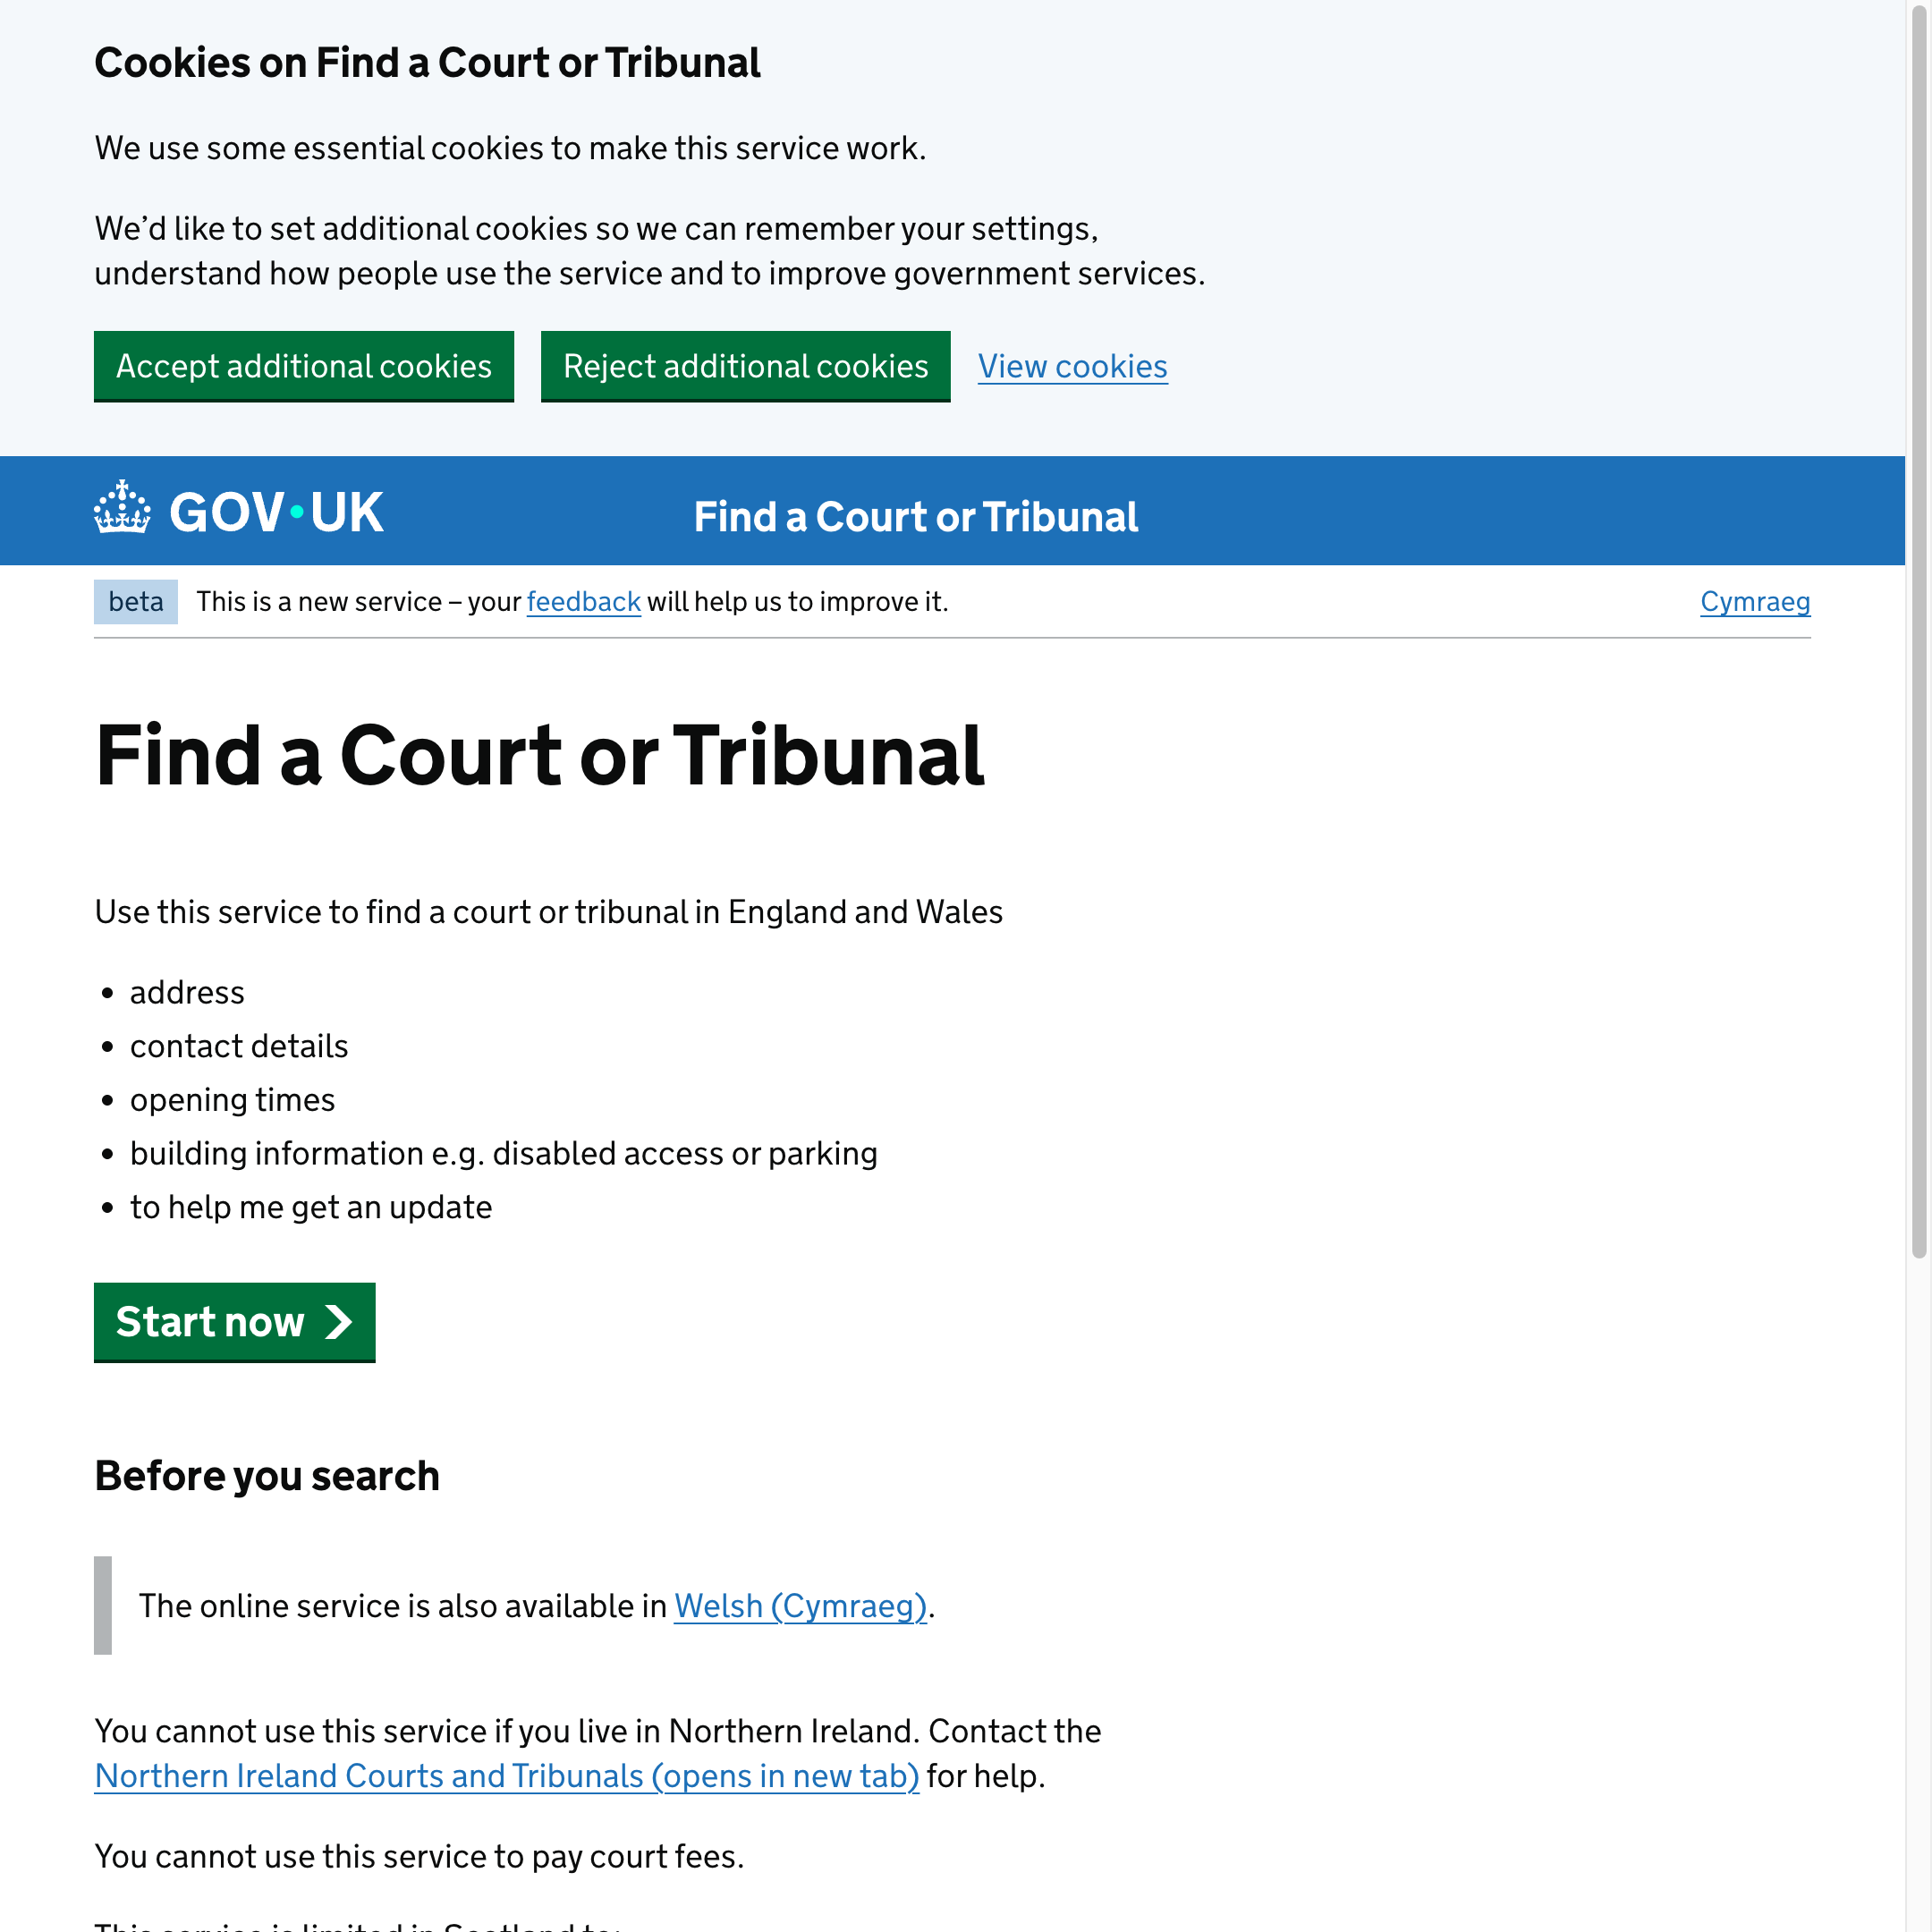 Cookies on Find a Court or Tribunal
We use some essential cookies to make this service work.
We’d like to set additional cookies so we can remember your settings,
understand how people use the service and to improve government services.
Accept additional cookies
Reject additional cookies
View cookies
GOV·UK
Find a Court or Tribunal
beta
This is a new service – your feedback will help us to improve it.
Cymraeg
Find a Court or Tribunal
Use this service to find a court or tribunal in England and Wales
• address
• contact details
• opening times
• building information e.g. disabled access or parking
• to help me get an update
Start now
Before you search
The online service is also available in Welsh (Cymraeg).
You cannot use this service if you live in Northern Ireland. Contact the
Northern Ireland Courts and Tribunals (opens in new tab) for help.
You cannot use this service to pay court fees.
This service is limited in Scotland to: